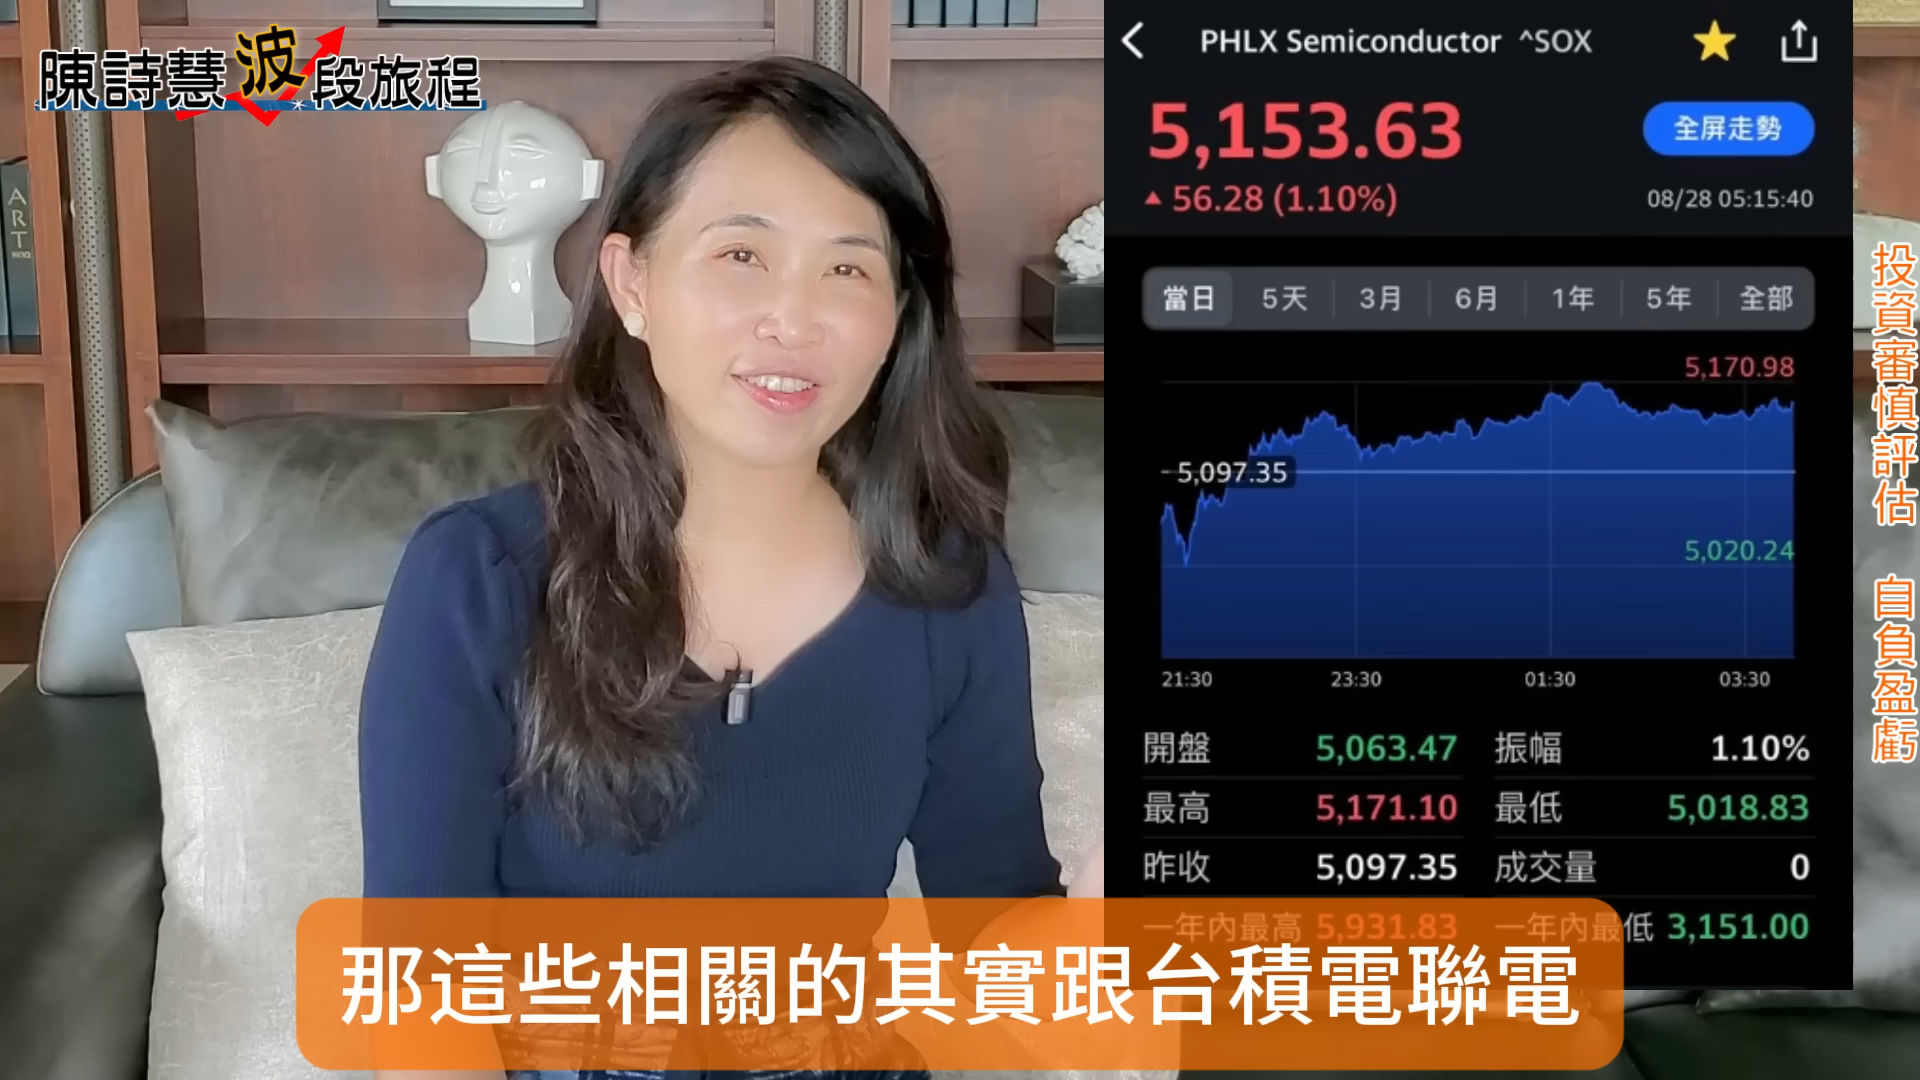 陳詩慧波段旅程
ART
PHLX Semiconductor ^SOX
5,153.63
全屏走勢
▲ 56.28 (1.10%)
08/28 05:15:40
當日 5天 3月 6月 1年 5年 全部
5,170.98
5,097.35
5,020.24
21:30 23:30 01:30 03:30
開盤 5,063.47 振幅 1.10%
最高 5,171.10 最低 5,018.83
昨收 5,097.35 成交量 0
一年內最高 5,931.83 一年內最低 3,151.00
投資審慎評估 自負盈虧
那這些相關的其實跟台積電聯電